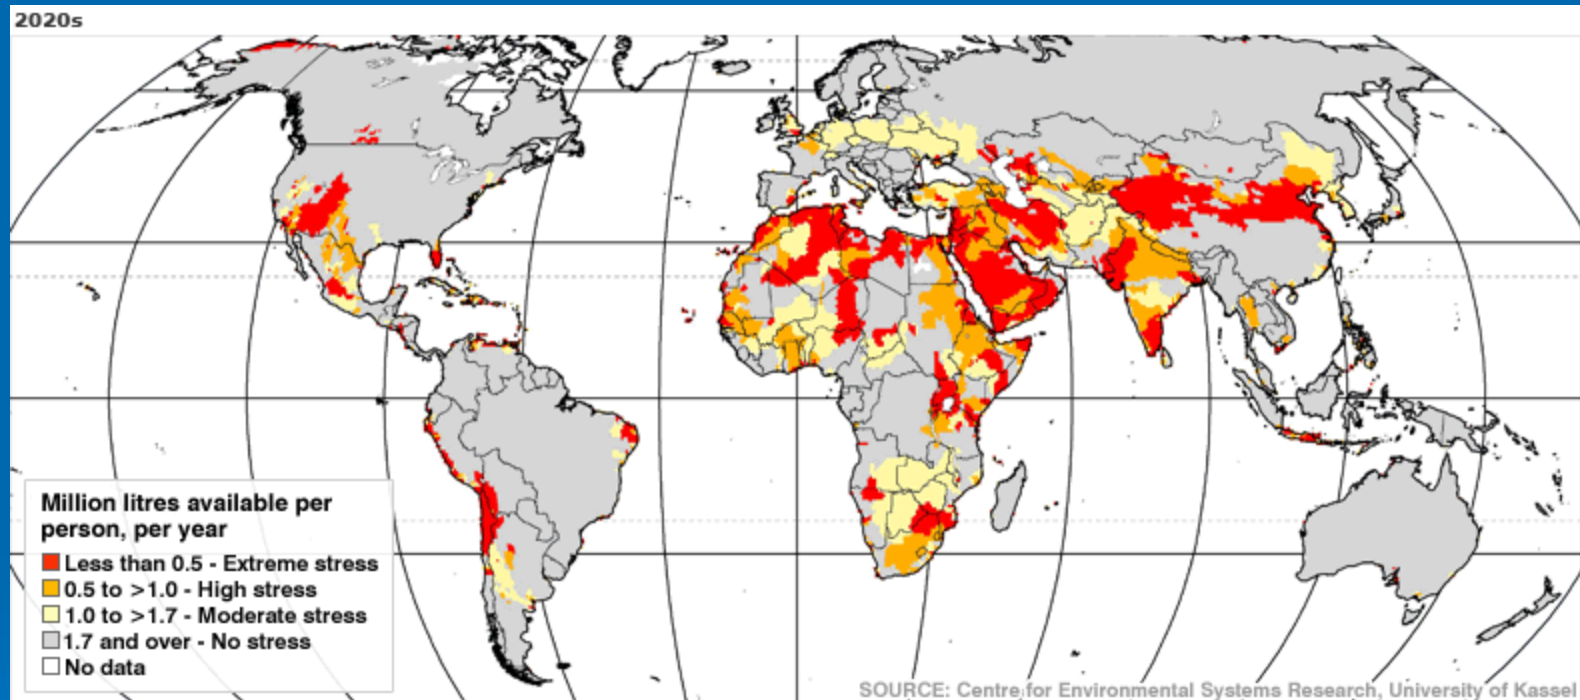 2020s
Million litres available per
person, per year
Less than 0.5 - Extreme stress
0.5 to >1.0 - High stress
1.0 to >1.7 - Moderate stress
1.7 and over - No stress
No data
SOURCE: Centre for Environmental Systems Research, University of Kassel